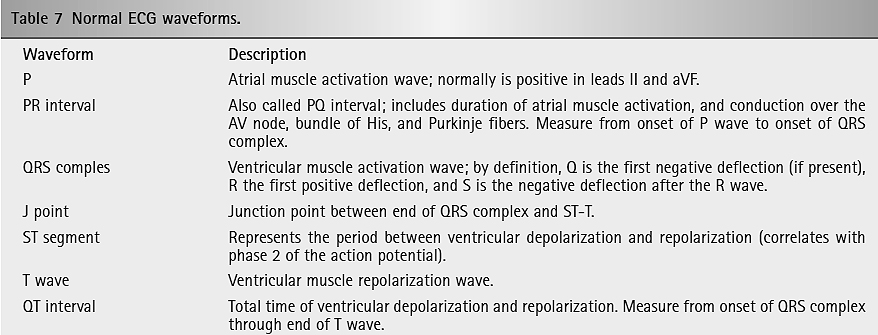 Table 7 Normal ECG waveforms.
Waveform Description
P Atrial muscle activation wave; normally is positive in leads II and aVF.
PR interval Also called PQ interval; includes duration of atrial muscle activation, and conduction over the
AV node, bundle of His, and Purkinje fibers. Measure from onset of P wave to onset of QRS
complex.
QRS comples Ventricular muscle activation wave; by definition, Q is the first negative deflection (if present),
R the first positive deflection, and S is the negative deflection after the R wave.
J point Junction point between end of QRS complex and ST-T.
ST segment Represents the period between ventricular depolarization and repolarization (correlates with
phase 2 of the action potential).
T wave Ventricular muscle repolarization wave.
QT interval Total time of ventricular depolarization and repolarization. Measure from onset of QRS complex
through end of T wave.